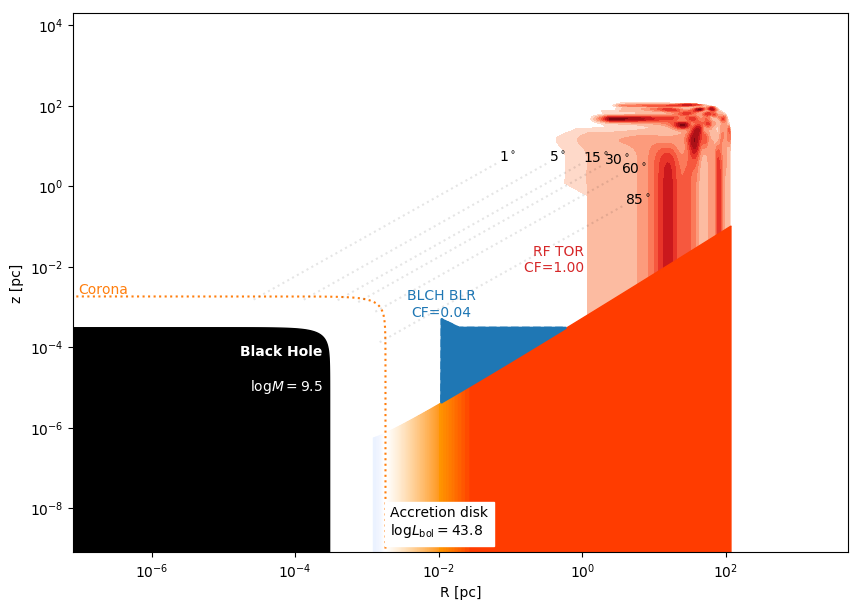 10^4
10^2
10^0
10^-2
10^-4
10^-6
10^-8
z [pc]
1°
5°
15°
30°
60°
85°
RF TOR
CF=1.00
Corona
BLCH BLR
CF=0.04
Black Hole
logM = 9.5
Accretion disk
logL_bol = 43.8
10^-6
10^-4
10^-2
10^0
10^2
R [pc]